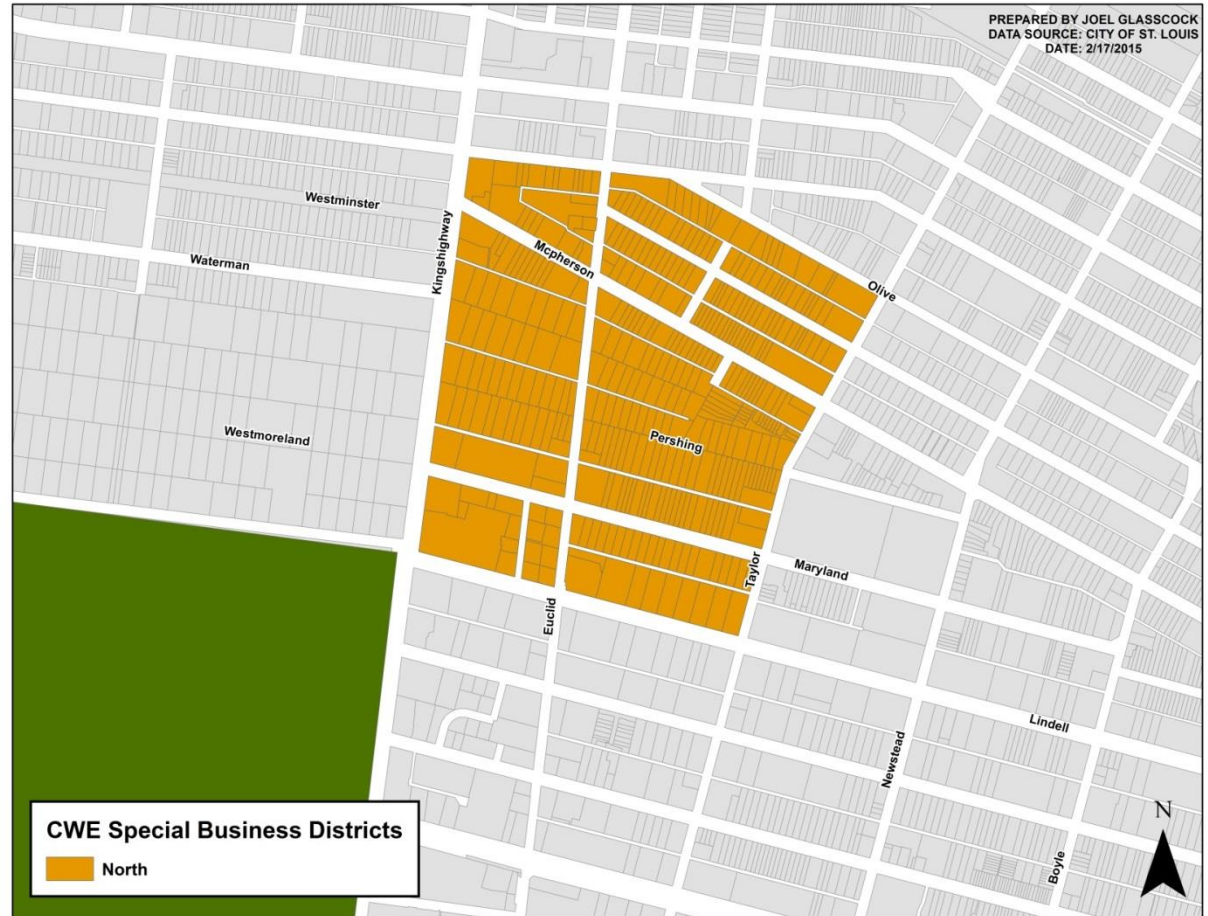 PREPARED BY JOEL GLASSCOCK
DATA SOURCE: CITY OF ST. LOUIS
DATE: 2/17/2015
Westminster
Kingshighway
Waterman
Mcpherson
Olive
Westmoreland
Pershing
Taylor
Maryland
Euclid
Lindell
Newstead
Boyle
N
CWE Special Business Districts
North